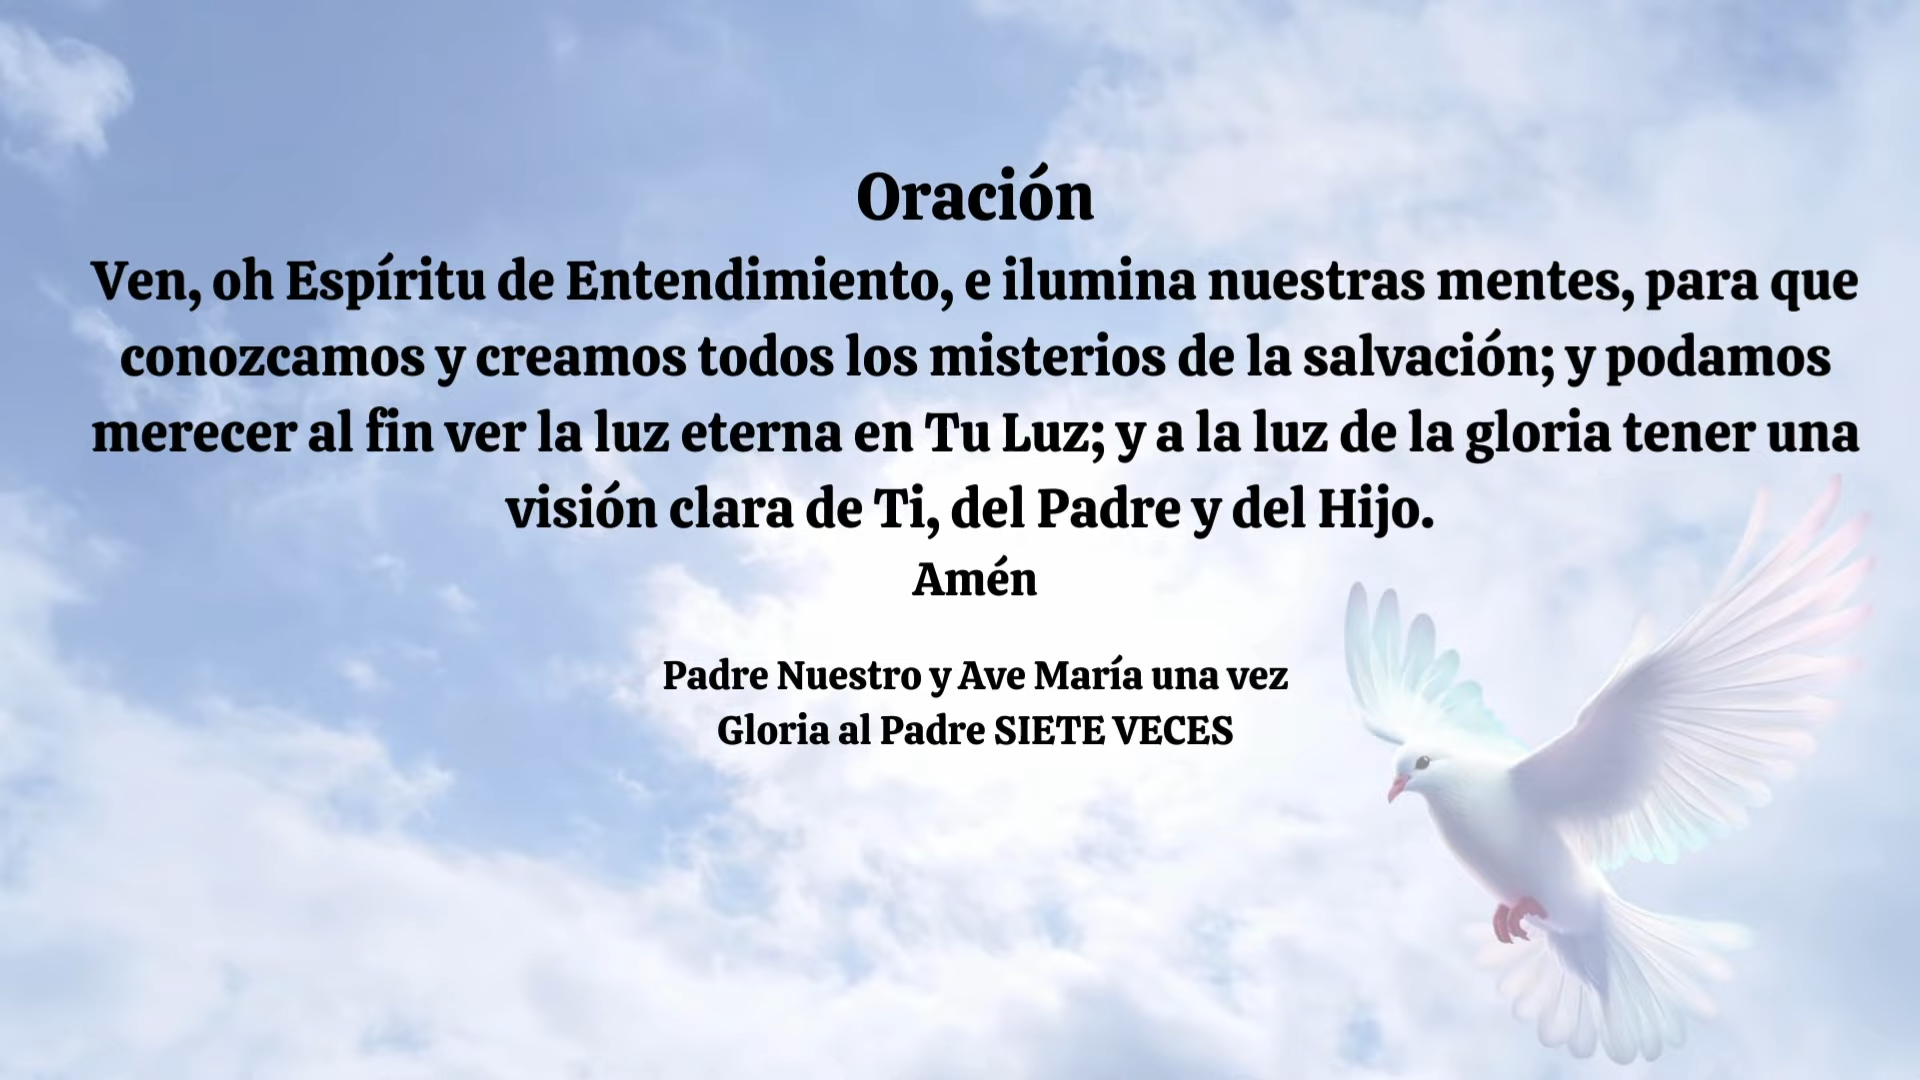 Oración
Ven, oh Espíritu de Entendimiento, e ilumina nuestras mentes, para que
conozcamos y creamos todos los misterios de la salvación; y podamos
merecer al fin ver la luz eterna en Tu Luz; y a la luz de la gloria tener una
visión clara de Ti, del Padre y del Hijo.
Amén
Padre Nuestro y Ave María una vez
Gloria al Padre SIETE VECES